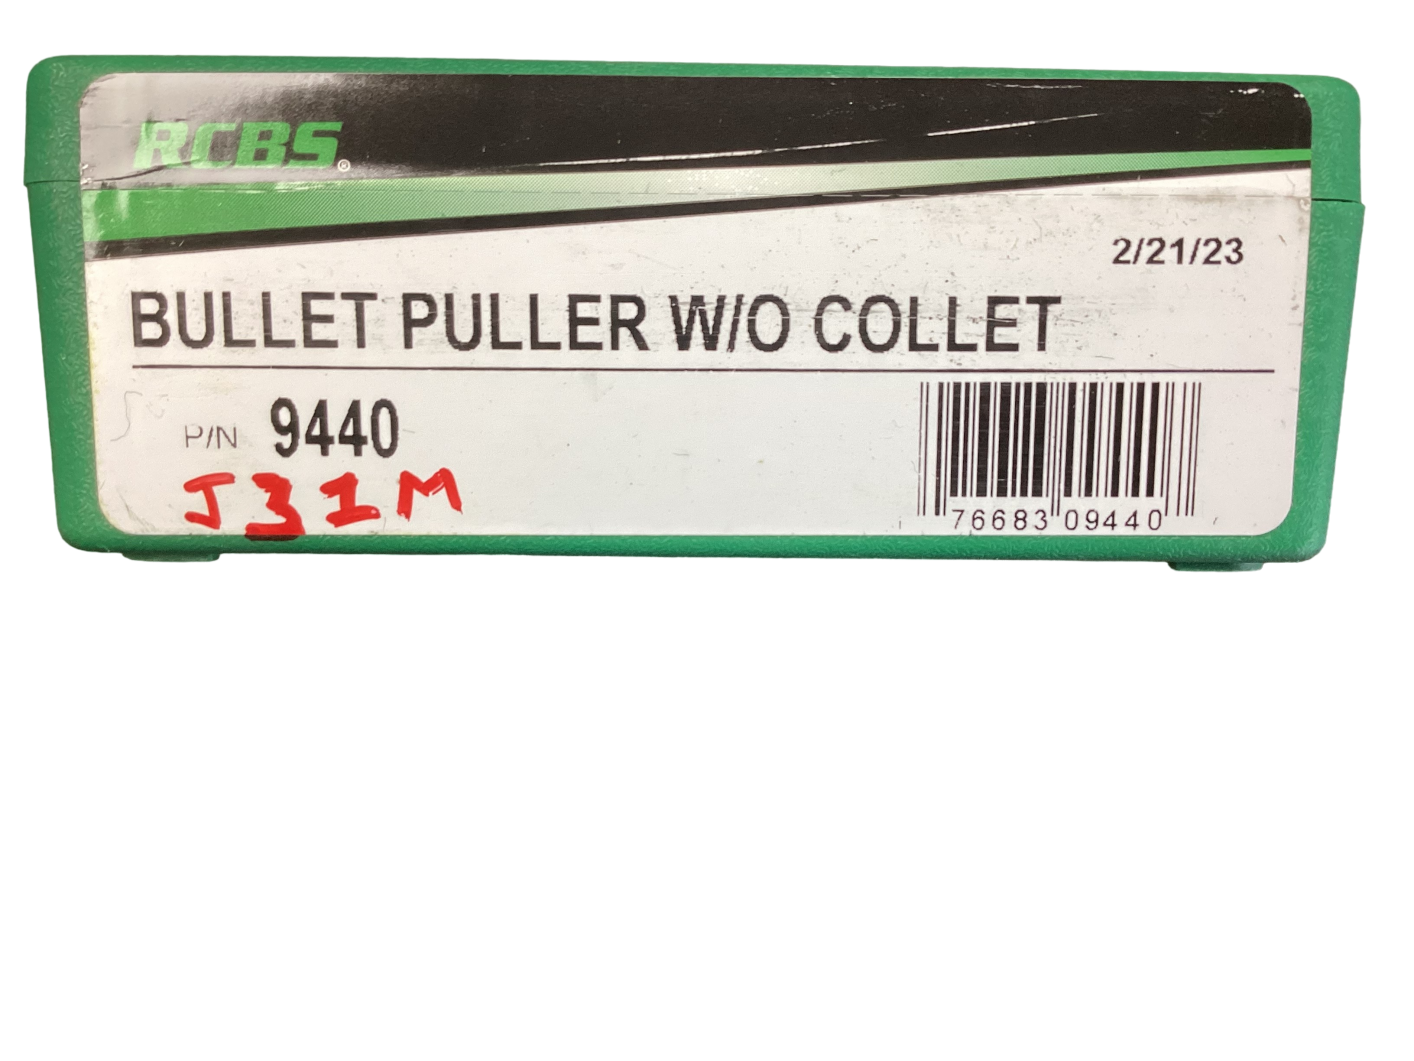 RCBS®
2/21/23
BULLET PULLER W/O COLLET
P/N 9440
J31M
76683 09440